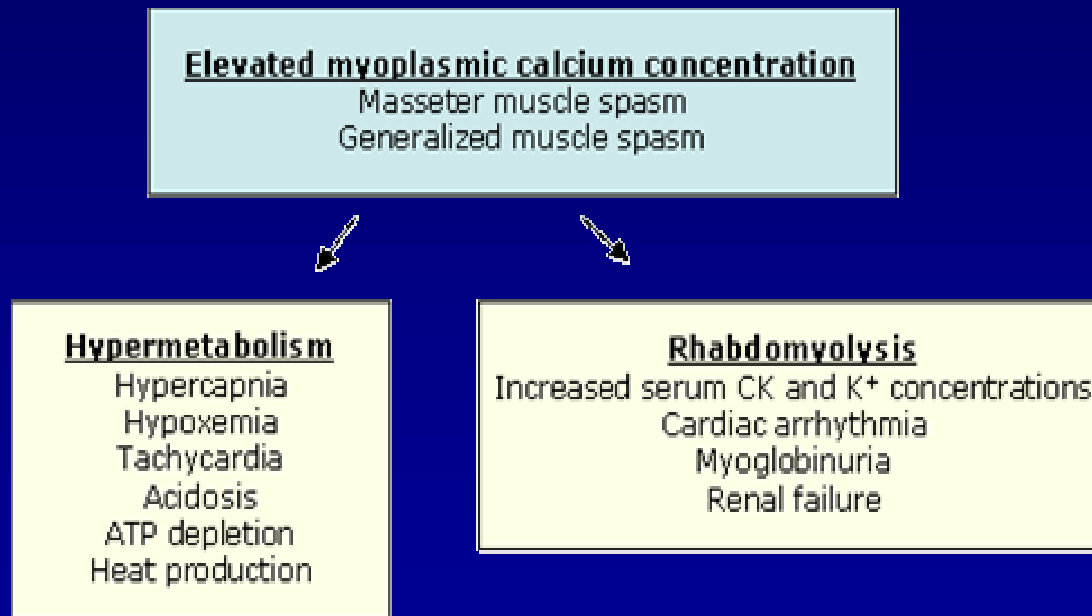 Elevated myoplasmic calcium concentration
Masseter muscle spasm
Generalized muscle spasm
Hypermetabolism
Hypercapnia
Hypoxemia
Tachycardia
Acidosis
ATP depletion
Heat production
Rhabdomyolysis
Increased serum CK and K⁺ concentrations
Cardiac arrhythmia
Myoglobinuria
Renal failure